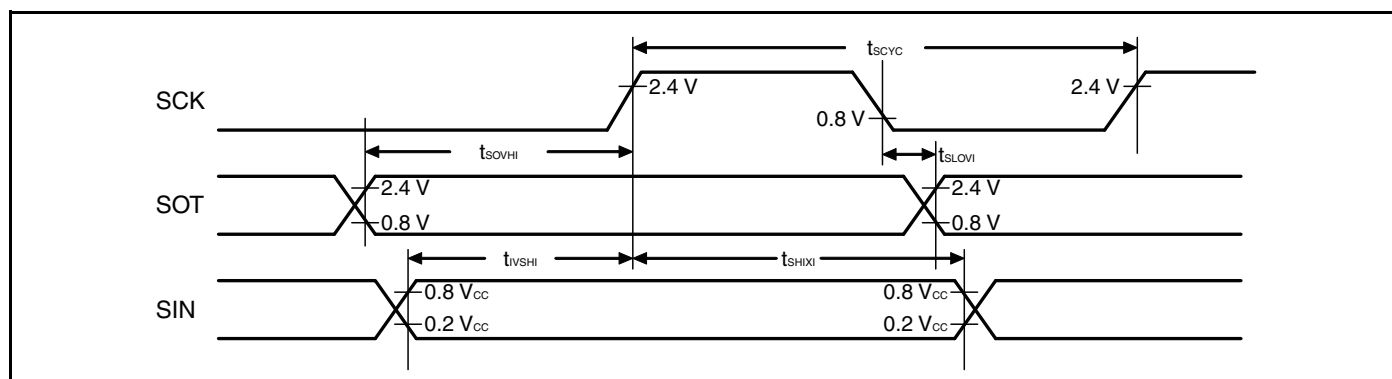 tSCYC
SCK
2.4 V
0.8 V
2.4 V
tSOVHI
tSLOVI
SOT
2.4 V
0.8 V
2.4 V
0.8 V
tIVSHI
tSHIXI
SIN
0.8 VCC
0.2 VCC
0.8 VCC
0.2 VCC